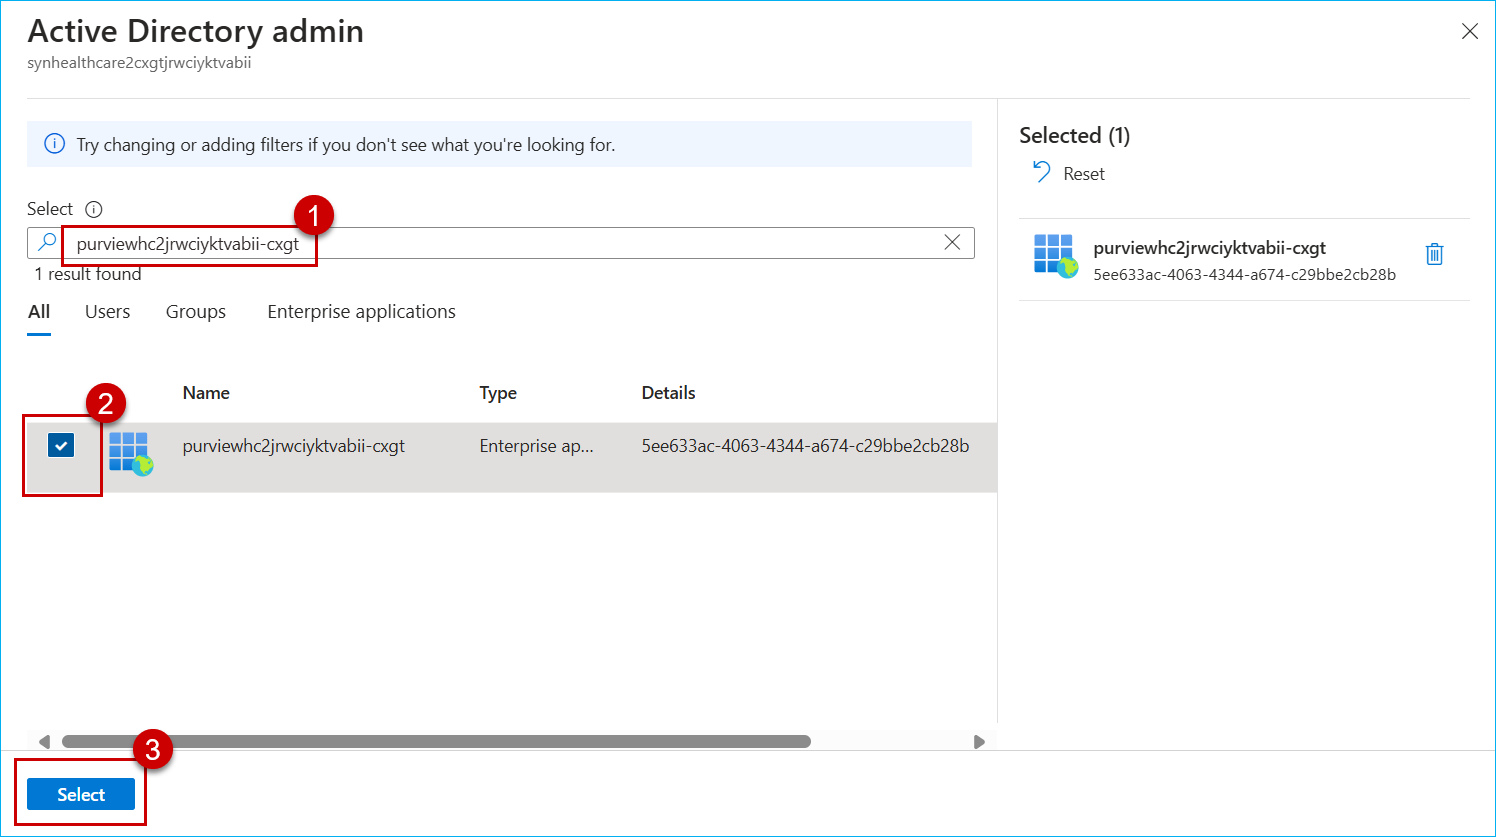 Active Directory admin
synhealthcare2cxgtjrwciyktvabii
Try changing or adding filters if you don't see what you're looking for.
Select
1
purviewhc2jrwciyktvabii-cxgt
1 result found
All Users Groups Enterprise applications
Name Type Details
2
purviewhc2jrwciyktvabii-cxgt Enterprise ap... 5ee633ac-4063-4344-a674-c29bbe2cb28b
Selected (1)
Reset
purviewhc2jrwciyktvabii-cxgt
5ee633ac-4063-4344-a674-c29bbe2cb28b
3
Select